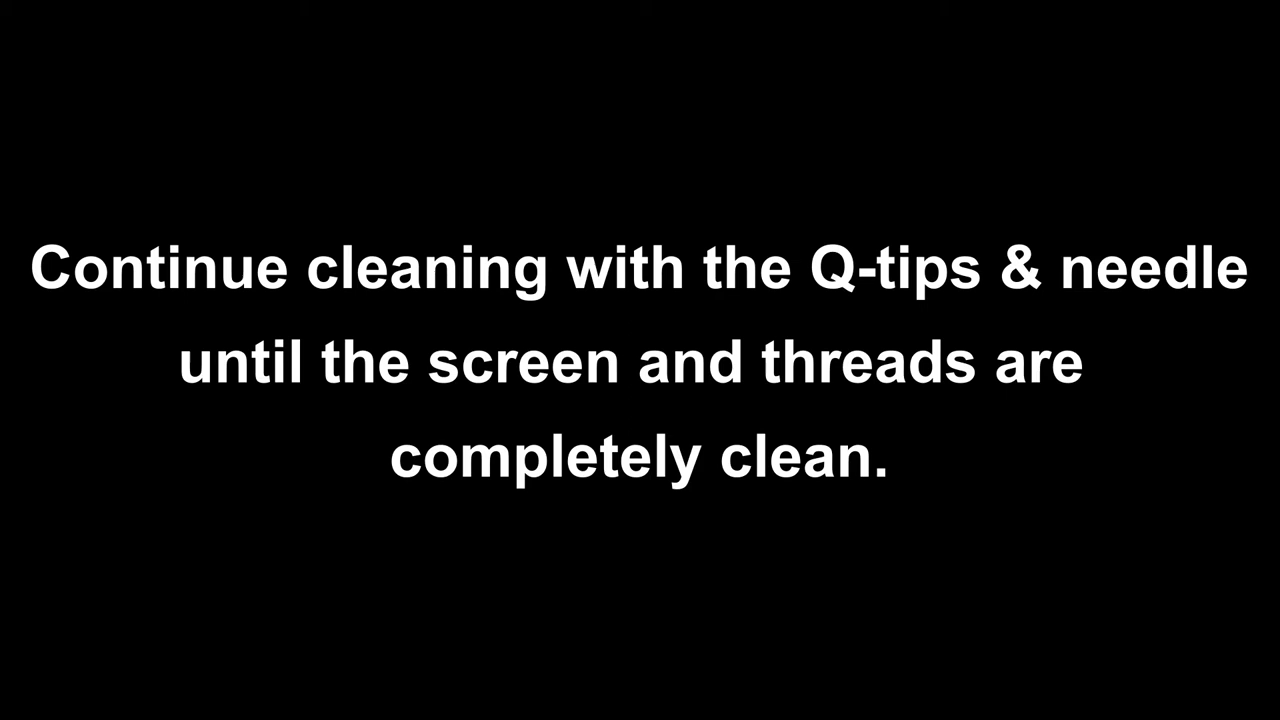 Continue cleaning with the Q-tips & needle
until the screen and threads are
completely clean.